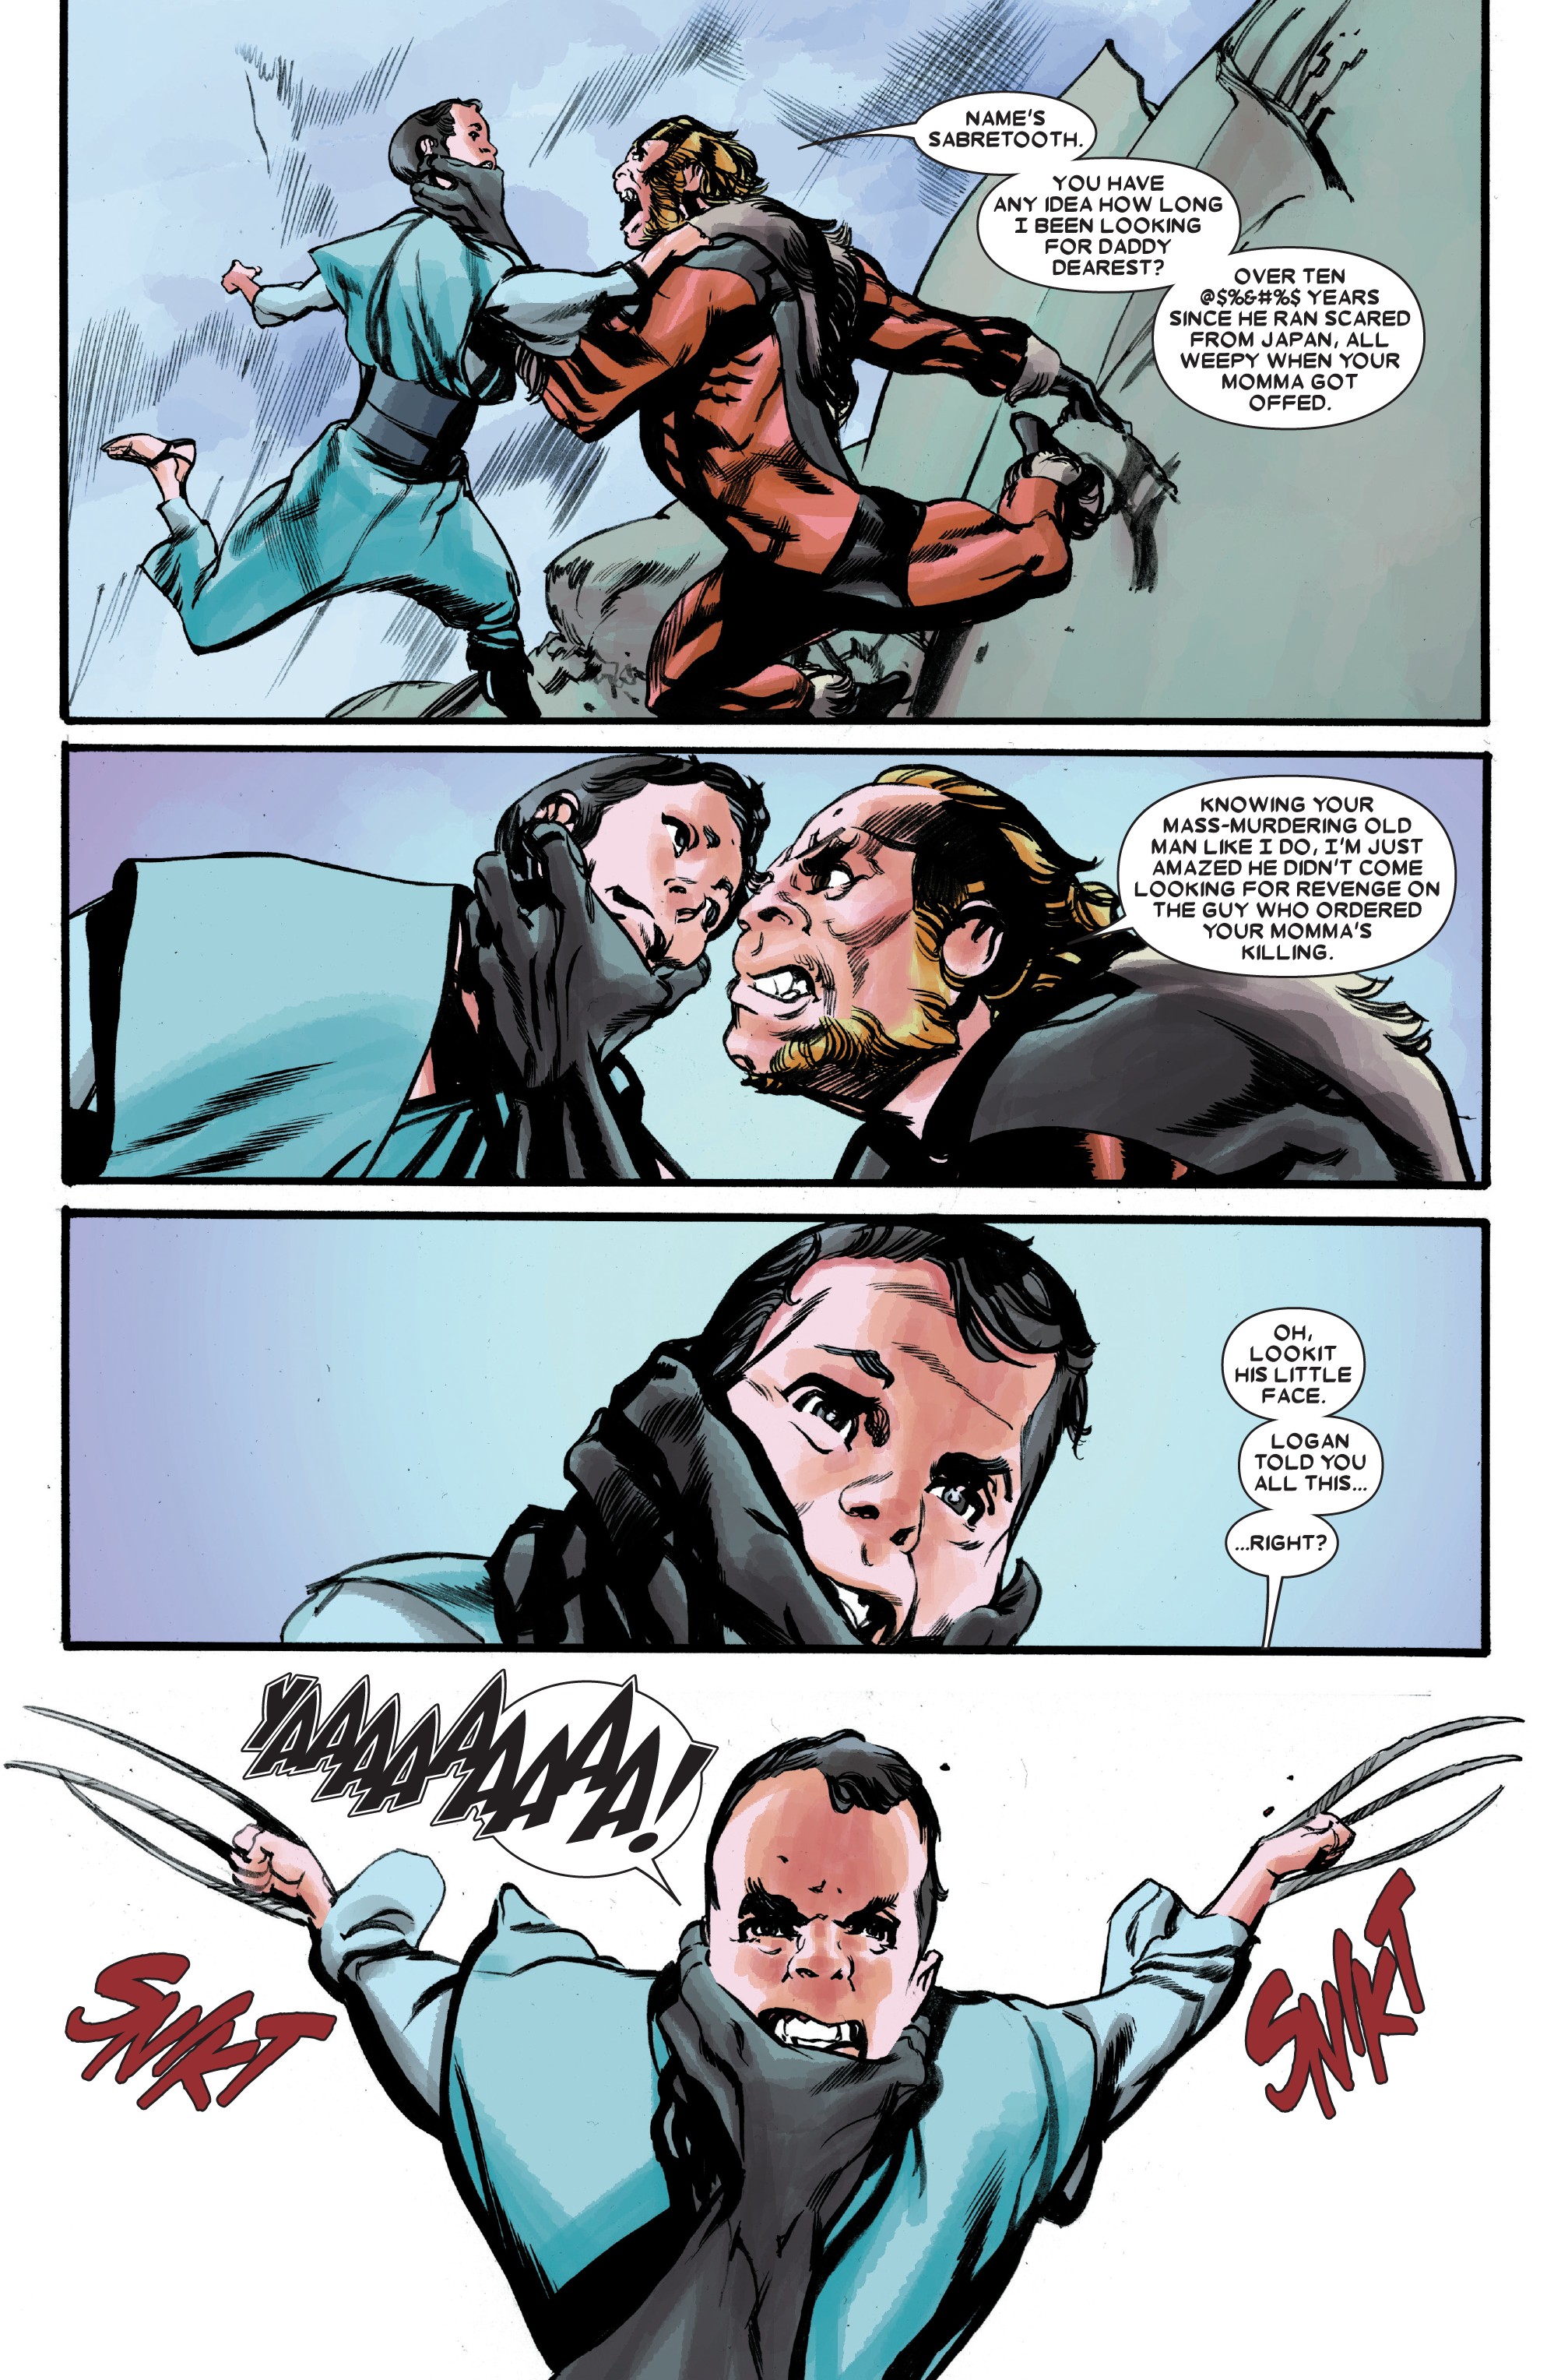 NAME'S
SABRETOOTH.
YOU HAVE
ANY IDEA HOW LONG
I BEEN LOOKING
FOR DADDY
DEAREST?
OVER TEN
@$%&#%$ YEARS
SINCE HE RAN SCARED
FROM JAPAN, ALL
WEEPY WHEN YOUR
MOMMA GOT
OFFED.
KNOWING YOUR
MASS-MURDERING OLD
MAN LIKE I DO, I'M JUST
AMAZED HE DIDN'T COME
LOOKING FOR REVENGE ON
THE GUY WHO ORDERED
YOUR MOMMA'S
KILLING.
OH,
LOOKIT
HIS LITTLE
FACE.
LOGAN
TOLD YOU
ALL THIS...
...RIGHT?
YAAAAAAAAAA!
SNIKT
SNIKT